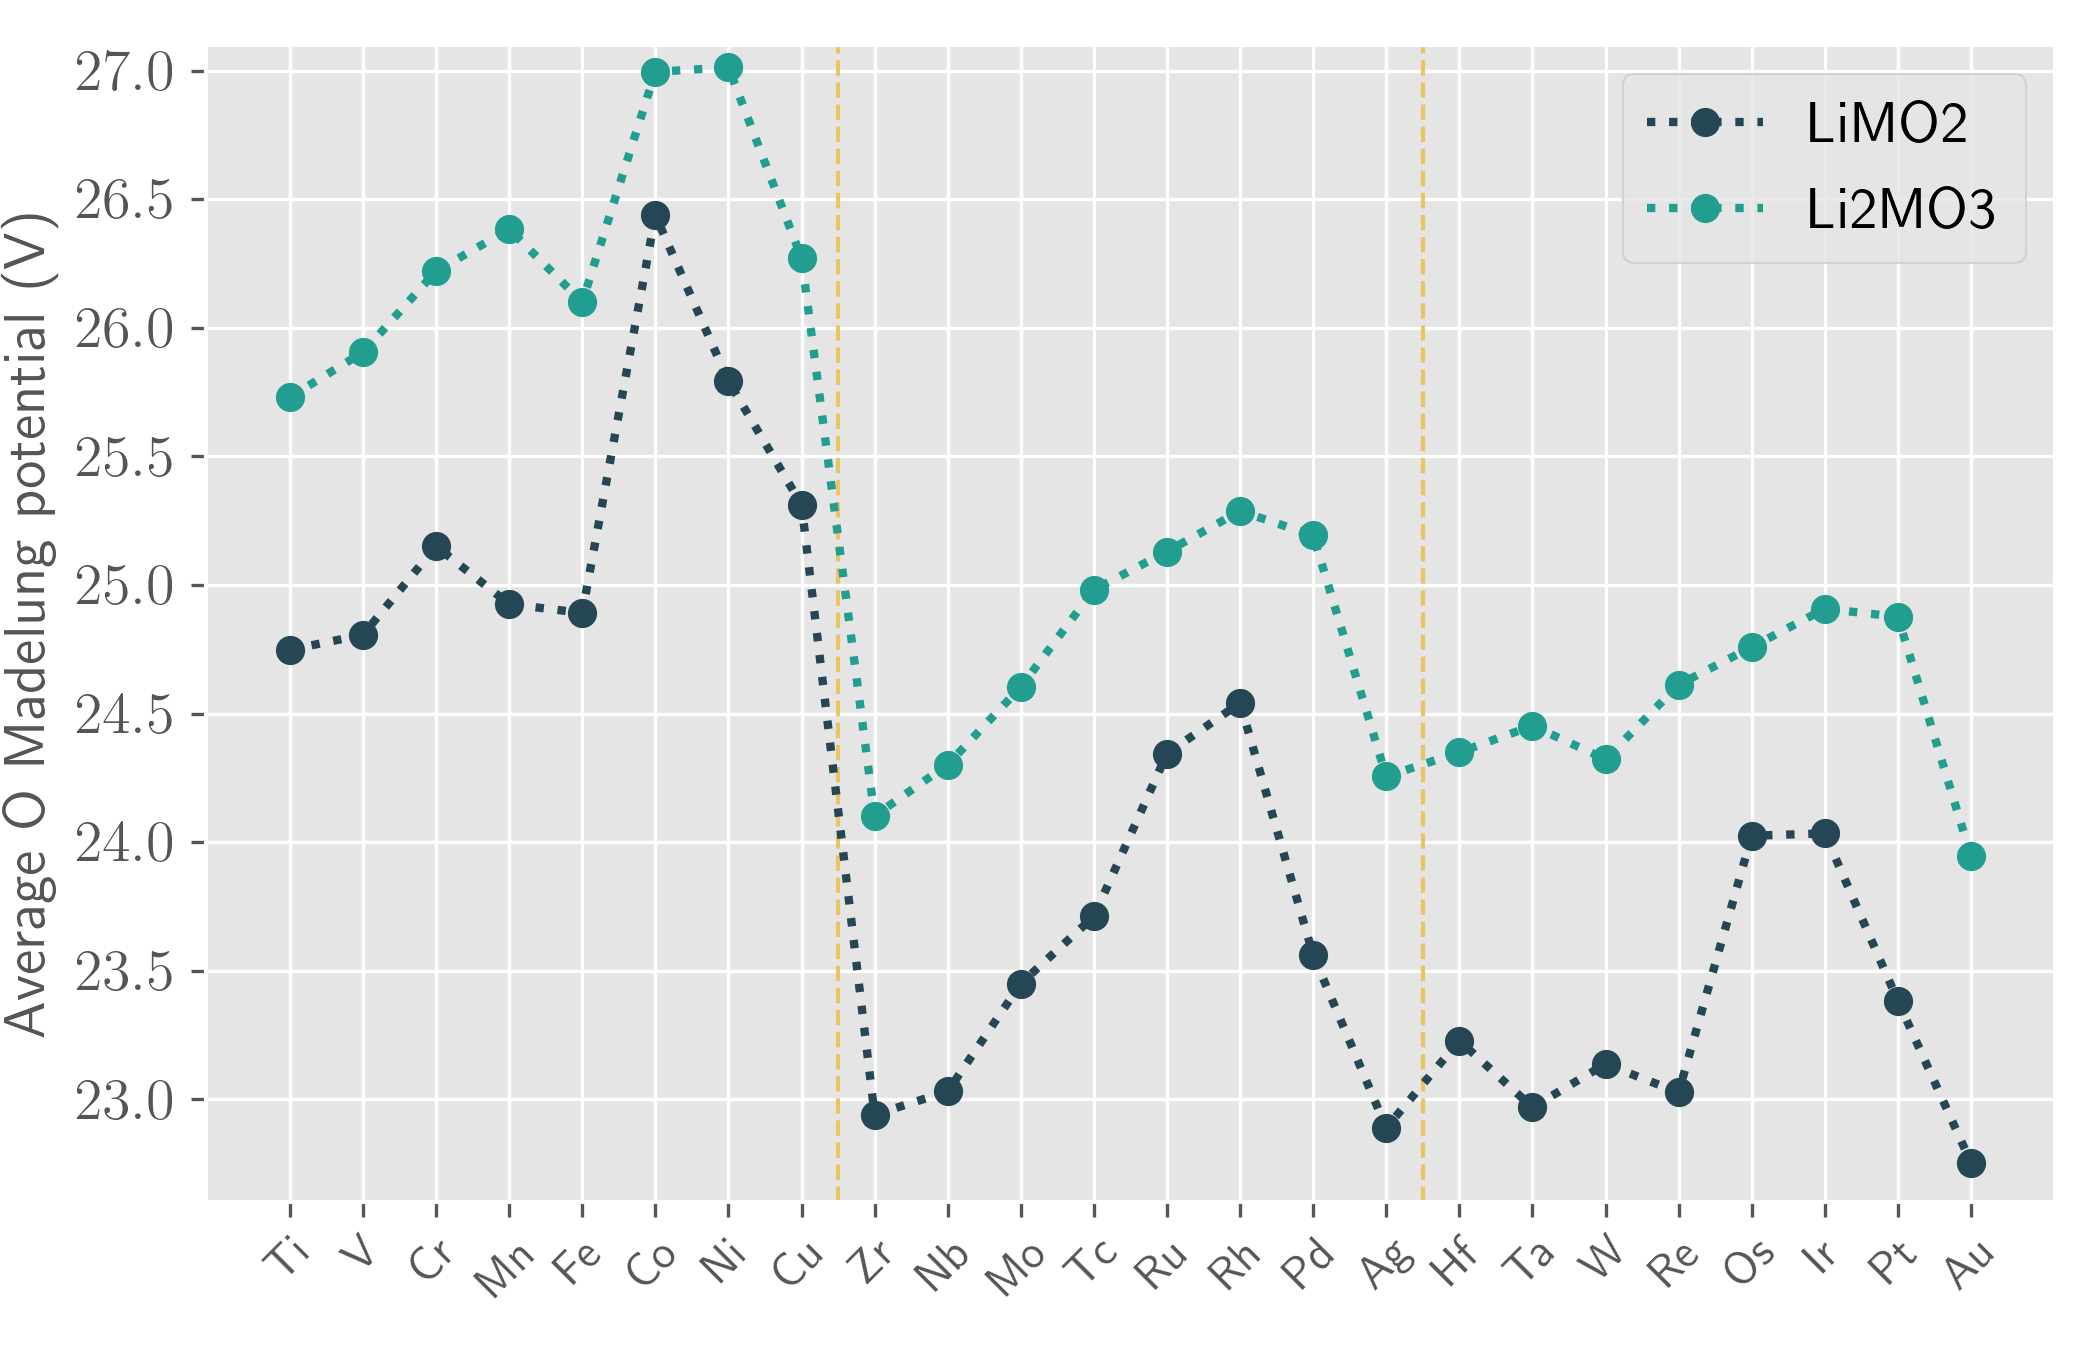 Average O Madelung potential (V)
27.0
26.5
26.0
25.5
25.0
24.5
24.0
23.5
23.0
LiMO2
Li2MO3
Ti V Cr Mn Fe Co Ni Cu Zr Nb Mo Tc Ru Rh Pd Ag Hf Ta W Re Os Ir Pt Au